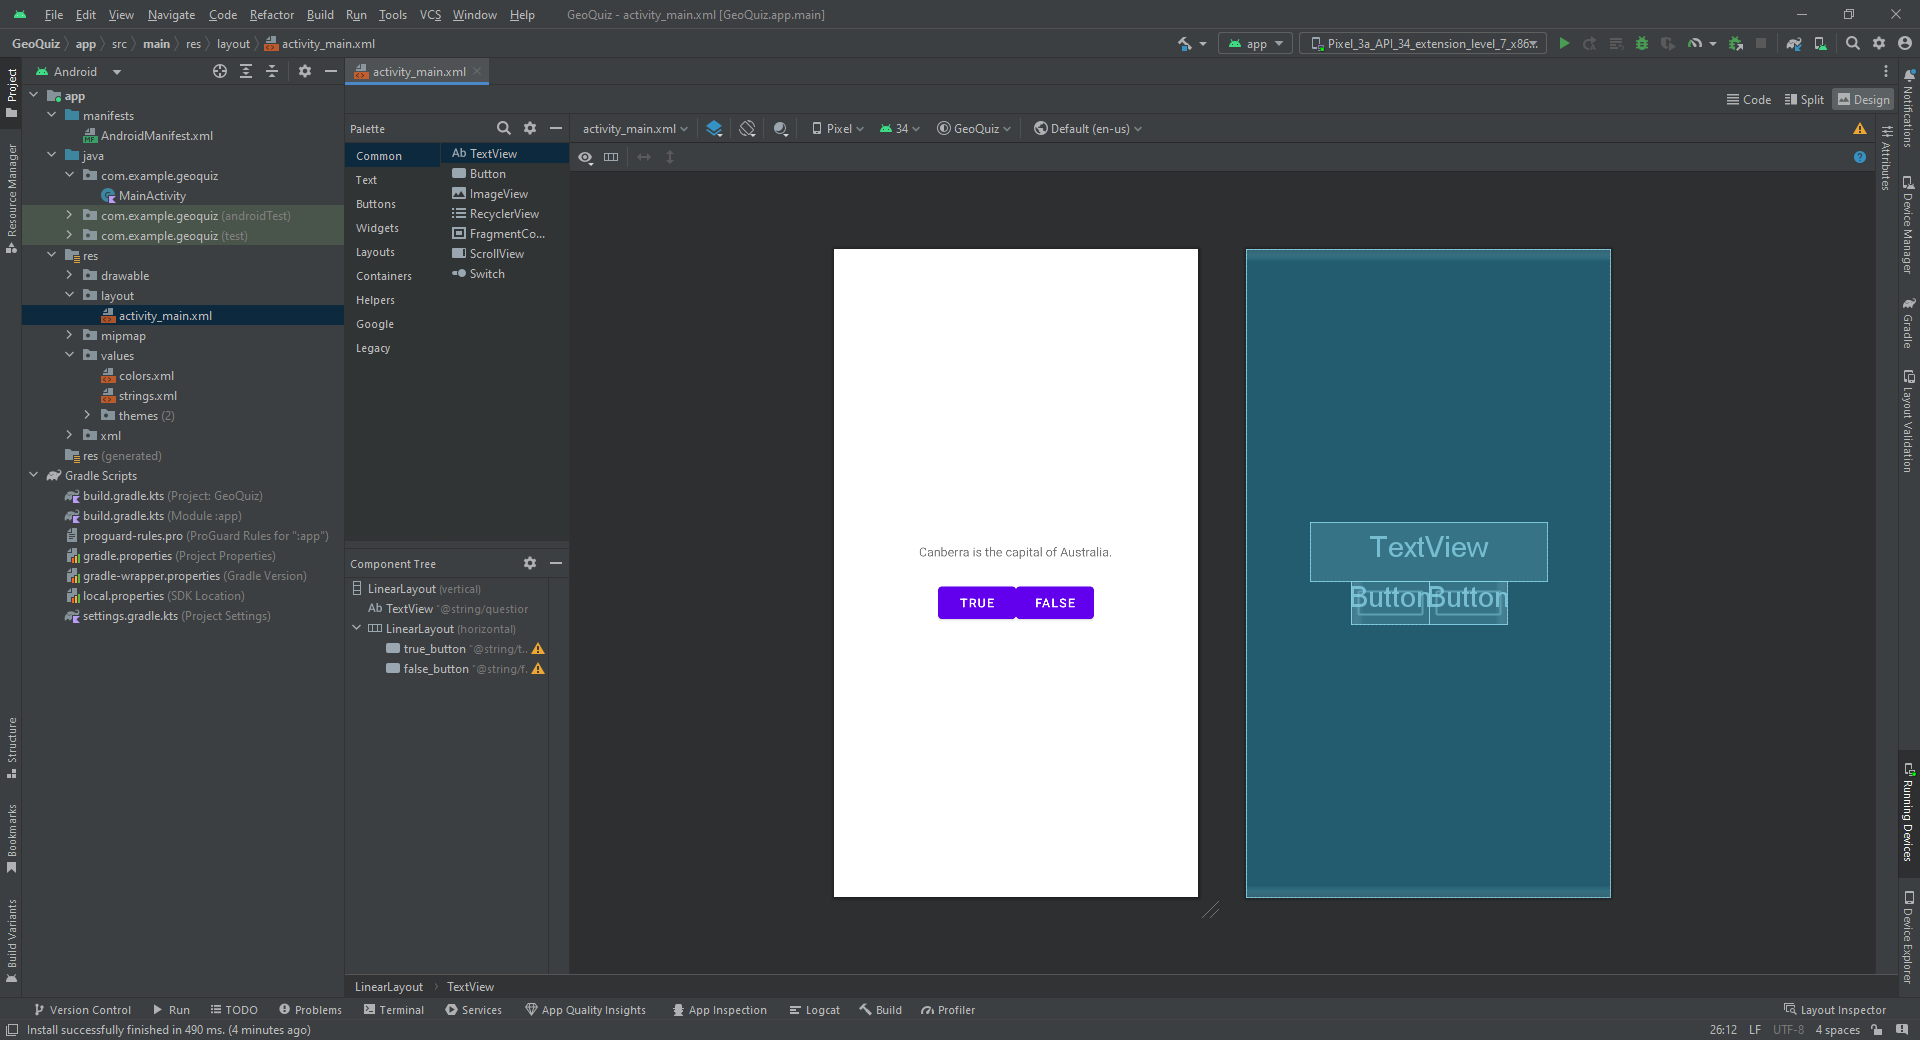 File Edit View Navigate Code Refactor Build Run Tools VCS Window Help GeoQuiz - activity_main.xml [GeoQuiz.app.main]
GeoQuiz app src main res layout activity_main.xml app Pixel_3a_API_34_extension_level_7_x86...
Project
Android
activity_main.xml
Code Split Design
Notifications
app
manifests
AndroidManifest.xml
java
com.example.geoquiz
MainActivity
com.example.geoquiz (androidTest)
com.example.geoquiz (test)
res
drawable
layout
activity_main.xml
mipmap
values
colors.xml
strings.xml
themes (2)
xml
res (generated)
Gradle Scripts
build.gradle.kts (Project: GeoQuiz)
build.gradle.kts (Module :app)
proguard-rules.pro (ProGuard Rules for ":app")
gradle.properties (Project Properties)
gradle-wrapper.properties (Gradle Version)
local.properties (SDK Location)
settings.gradle.kts (Project Settings)
Resource Manager
Structure
Bookmarks
Build Variants
Palette
Common
Text
Buttons
Widgets
Layouts
Containers
Helpers
Google
Legacy
Ab TextView
Button
ImageView
RecyclerView
FragmentCo...
ScrollView
Switch
activity_main.xml Pixel 34 GeoQuiz Default (en-us)
Component Tree
LinearLayout (vertical)
Ab TextView "@string/question
LinearLayout (horizontal)
true_button "@string/t...
false_button "@string/f...
Canberra is the capital of Australia.
TRUE FALSE
TextView
Button Button
Attributes
Device Manager
Gradle
Layout Validation
Running Devices
Device Explorer
LinearLayout TextView
Version Control Run TODO Problems Terminal Services App Quality Insights App Inspection Logcat Build Profiler Layout Inspector
Install successfully finished in 490 ms. (4 minutes ago) 26:12 LF UTF-8 4 spaces